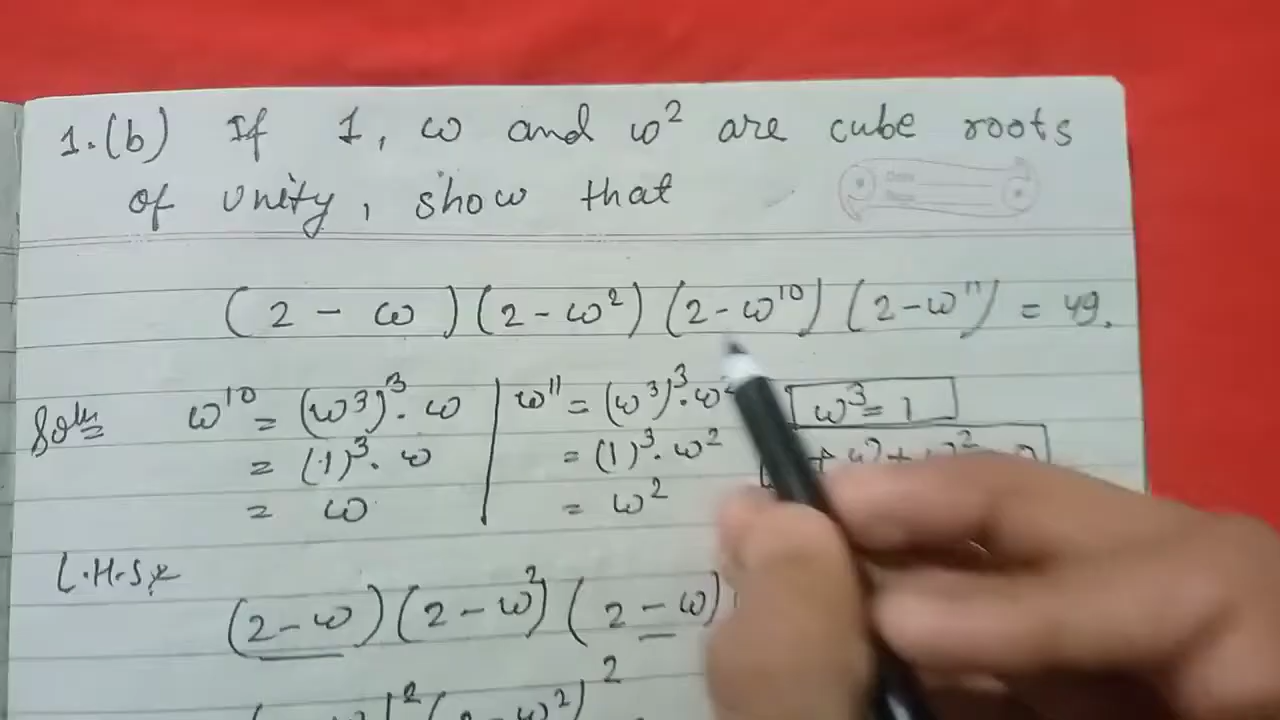 1.(b) If 1, ω and ω² are cube roots
of unity, show that
(2 - ω)(2 - ω²)(2 - ω¹⁰)(2 - ω¹¹) = 49.
Soln ω¹⁰ = (ω³)³ · ω ω¹¹ = (ω³)³ · ω² ω³ = 1
= (1)³ · ω = (1)³ · ω²
= ω = ω²
L.H.S
(2 - ω)(2 - ω²)(2 - ω)